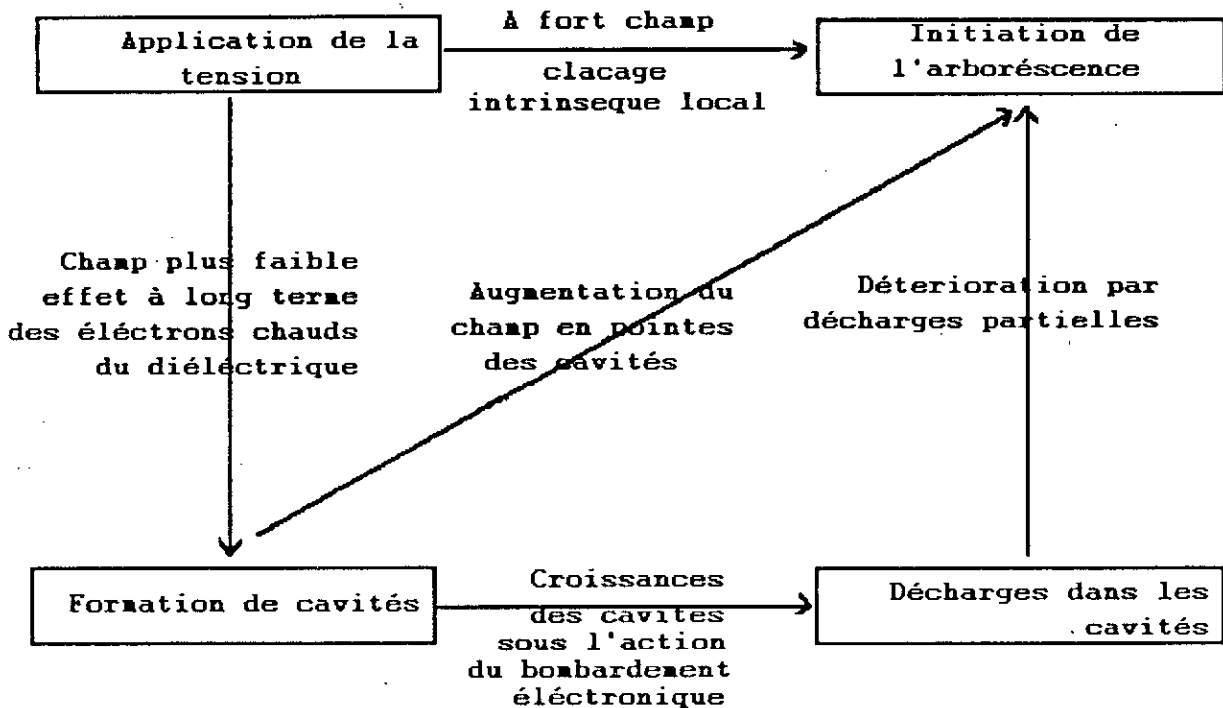 Application de la
tension
A fort champ
clacage
intrinseque local
Initiation de
l'arboréscence
Champ plus faible
effet à long terme
des éléctrons chauds
du diéléctrique
Augmentation du
champ en pointes
des cavités
Déterioration par
décharges partielles
Formation de cavités
Croissances
des cavites
sous l'action
du bombardement
éléctronique
Décharges dans les
cavités